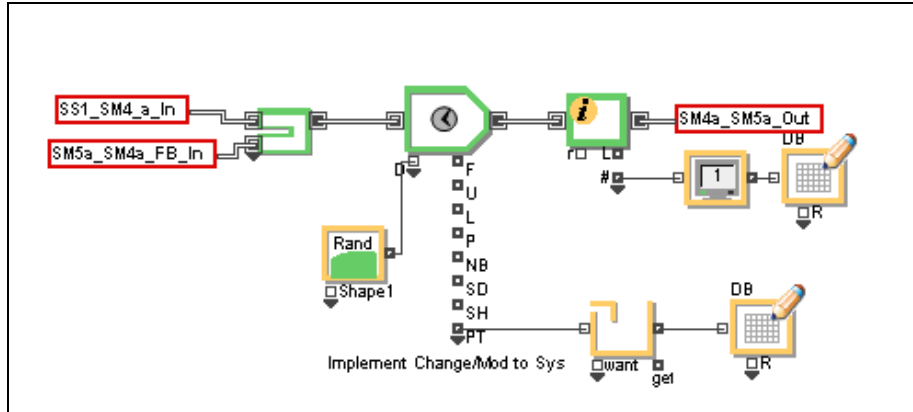 SS1_SM4_a_In
SM5a_SM4a_FB_In
SM4a_SM5a_Out
DB
r
L
#
1
R
D
F
U
L
P
NB
SD
SH
PT
Rand
Shape1
DB
want
get
R
Implement Change/Mod to Sys